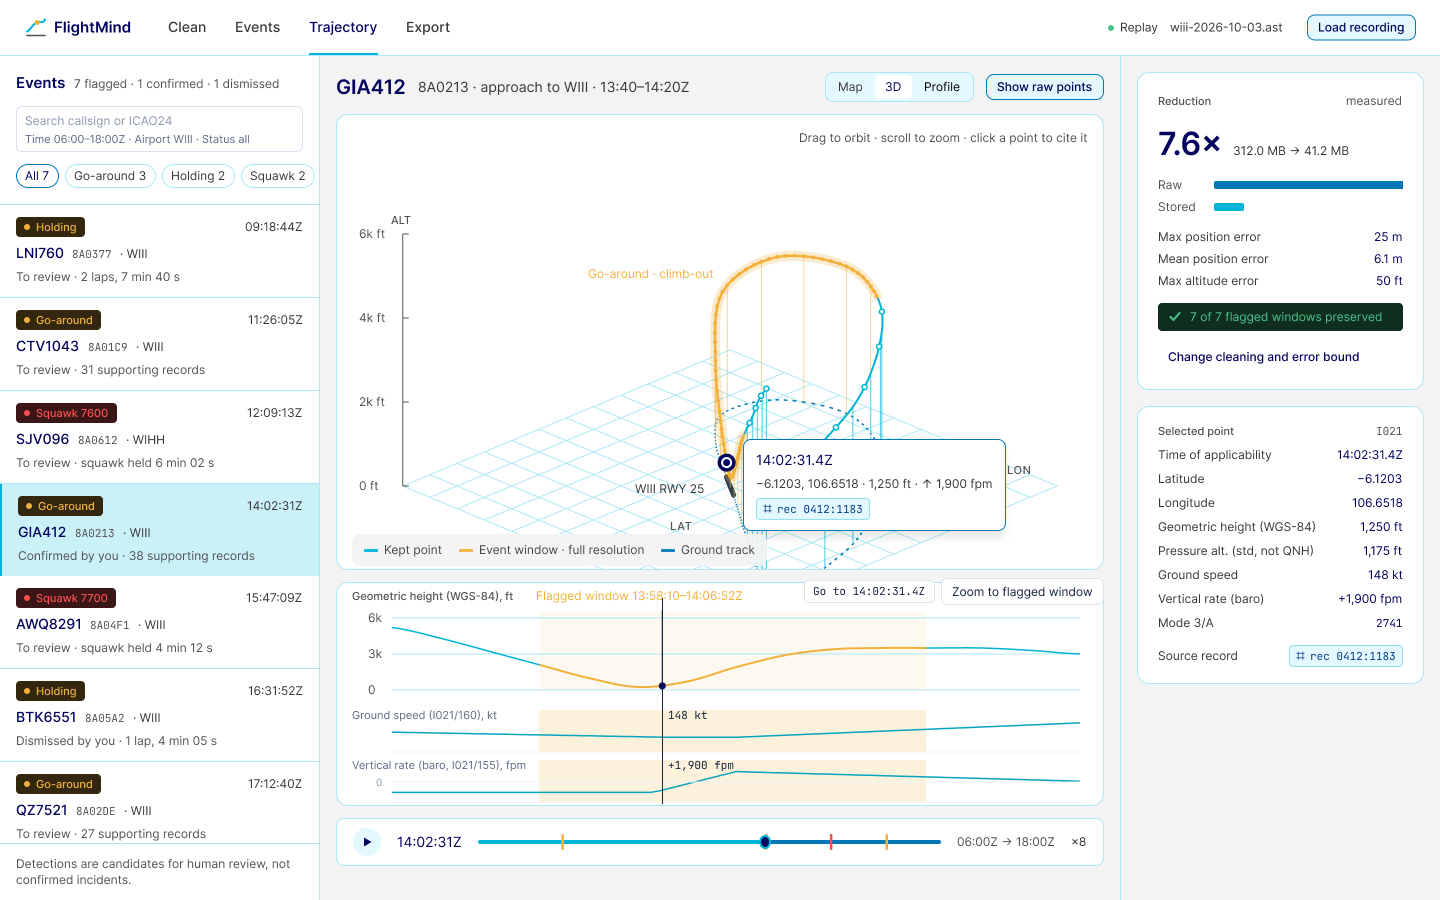 FlightMind
Clean
Events
Trajectory
Export
Replay
wiii-2026-10-03.ast
Load recording
Events 7 flagged · 1 confirmed · 1 dismissed
Search callsign or ICAO24
Time 06:00–18:00Z · Airport WIII · Status all
All 7
Go-around 3
Holding 2
Squawk 2
Holding 09:18:44Z
LNI760 8A0377 · WIII
To review · 2 laps, 7 min 40 s
Go-around 11:26:05Z
CTV1043 8A01C9 · WIII
To review · 31 supporting records
Squawk 7600 12:09:13Z
SJV096 8A0612 · WIHH
To review · squawk held 6 min 02 s
Go-around 14:02:31Z
GIA412 8A0213 · WIII
Confirmed by you · 38 supporting records
Squawk 7700 15:47:09Z
AWQ8291 8A04F1 · WIII
To review · squawk held 4 min 12 s
Holding 16:31:52Z
BTK6551 8A05A2 · WIII
Dismissed by you · 1 lap, 4 min 05 s
Go-around 17:12:40Z
QZ7521 8A02DE · WIII
To review · 27 supporting records
Detections are candidates for human review, not
confirmed incidents.
GIA412 8A0213 · approach to WIII · 13:40–14:20Z
Map
3D
Profile
Show raw points
Drag to orbit · scroll to zoom · click a point to cite it
ALT
6k ft
4k ft
2k ft
0 ft
Go-around · climb-out
WIII RWY 25
LAT
LON
14:02:31.4Z
−6.1203, 106.6518 · 1,250 ft · ↑ 1,900 fpm
rec 0412:1183
Kept point
Event window · full resolution
Ground track
Geometric height (WGS-84), ft
Flagged window 13:58:10–14:06:52Z
Go to 14:02:31.4Z
Zoom to flagged window
6k
3k
0
Ground speed (I021/160), kt
148 kt
Vertical rate (baro, I021/155), fpm
+1,900 fpm
0
14:02:31Z
06:00Z → 18:00Z
×8
Reduction measured
7.6× 312.0 MB → 41.2 MB
Raw
Stored
Max position error 25 m
Mean position error 6.1 m
Max altitude error 50 ft
7 of 7 flagged windows preserved
Change cleaning and error bound
Selected point I021
Time of applicability 14:02:31.4Z
Latitude −6.1203
Longitude 106.6518
Geometric height (WGS-84) 1,250 ft
Pressure alt. (std, not QNH) 1,175 ft
Ground speed 148 kt
Vertical rate (baro) +1,900 fpm
Mode 3/A 2741
Source record rec 0412:1183